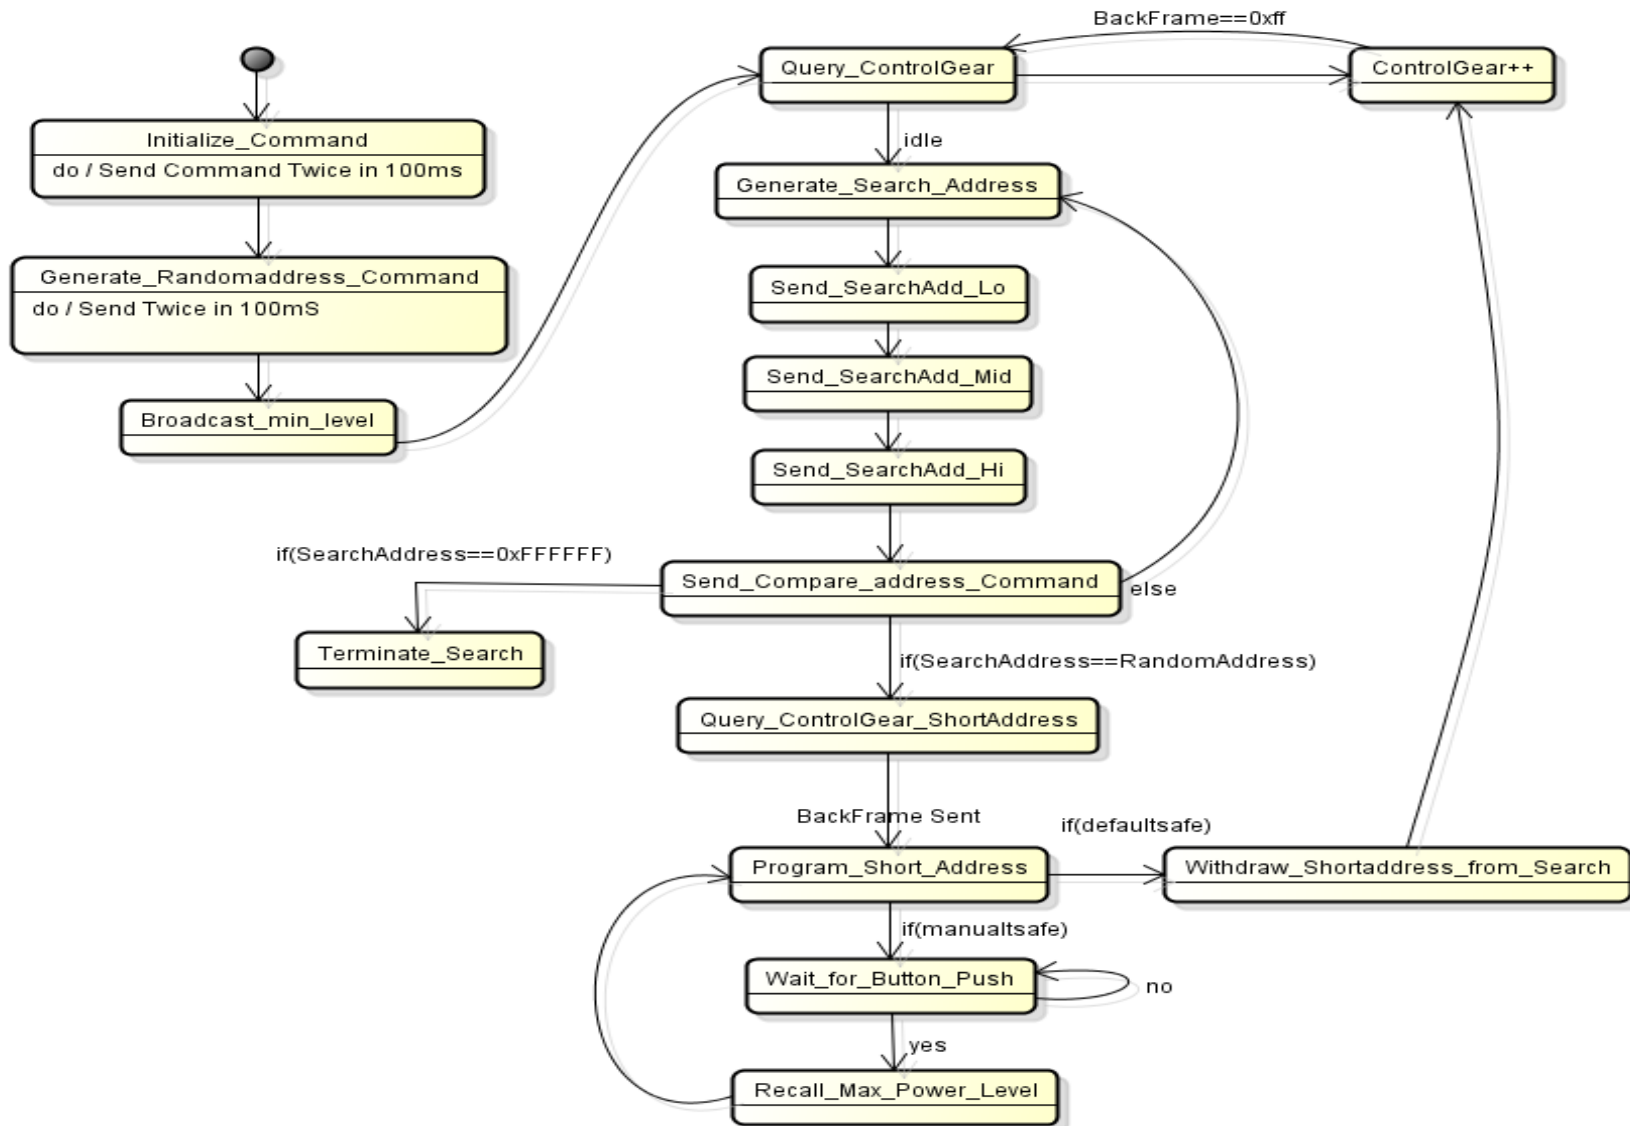 BackFrame==0xff
Query_ControlGear
ControlGear++
Initialize_Command
do / Send Command Twice in 100ms
idle
Generate_Search_Address
Generate_Randomaddress_Command
do / Send Twice in 100mS
Send_SearchAdd_Lo
Send_SearchAdd_Mid
Broadcast_min_level
Send_SearchAdd_Hi
if(SearchAddress==0xFFFFFF)
Send_Compare_address_Command
else
Terminate_Search
if(SearchAddress==RandomAddress)
Query_ControlGear_ShortAddress
BackFrame Sent
if(defaultsafe)
Program_Short_Address
Withdraw_Shortaddress_from_Search
if(manualtsafe)
Wait_for_Button_Push
no
yes
Recall_Max_Power_Level